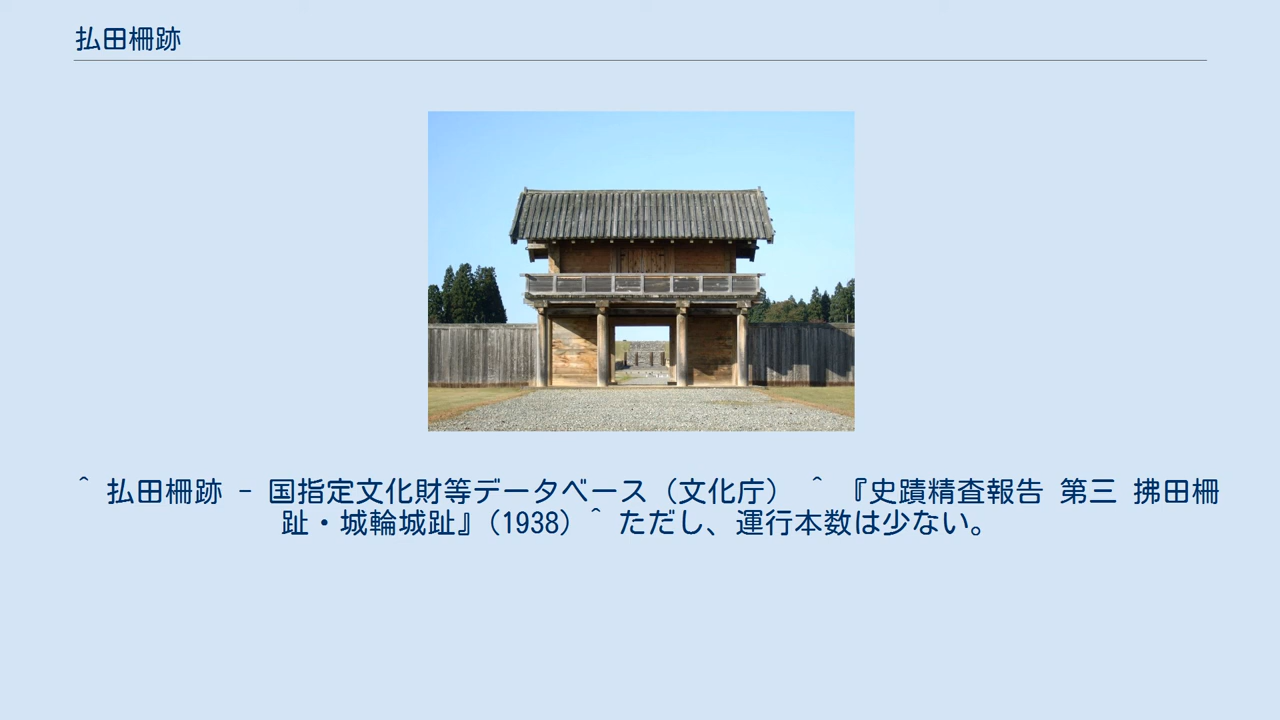 払田柵跡
^ 払田柵跡 - 国指定文化財等データベース（文化庁） ^ 『史蹟精査報告 第三 拂田柵
趾・城輪城趾』（1938）^ ただし、運行本数は少ない。